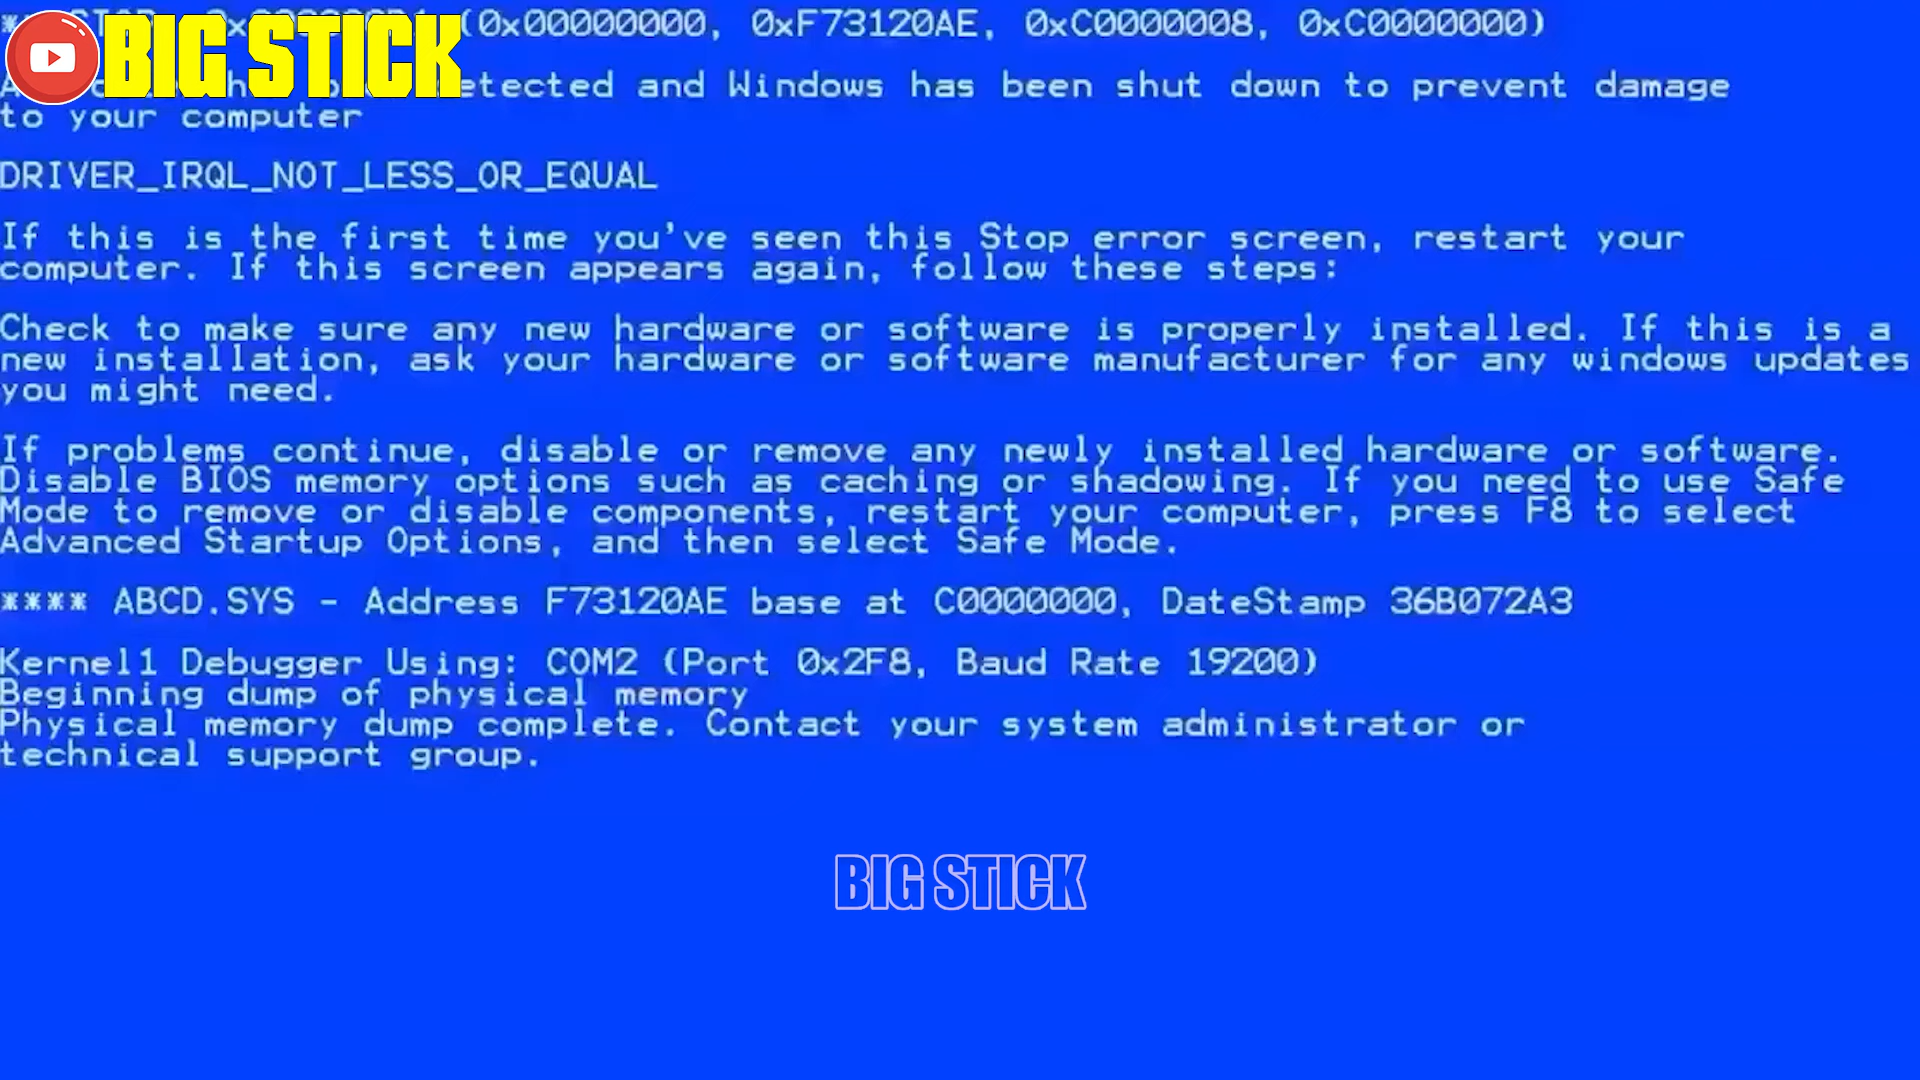 BIG STICK
(0x00000000, 0xF73120AE, 0xC0000008, 0xC0000000)
etected and Windows has been shut down to prevent damage
to your computer
DRIVER_IRQL_NOT_LESS_OR_EQUAL
If this is the first time you've seen this Stop error screen, restart your
computer. If this screen appears again, follow these steps:
Check to make sure any new hardware or software is properly installed. If this is a
new installation, ask your hardware or software manufacturer for any windows updates
you might need.
If problems continue, disable or remove any newly installed hardware or software.
Disable BIOS memory options such as caching or shadowing. If you need to use Safe
Mode to remove or disable components, restart your computer, press F8 to select
Advanced Startup Options, and then select Safe Mode.
**** ABCD.SYS - Address F73120AE base at C0000000, DateStamp 36B072A3
Kernel1 Debugger Using: COM2 (Port 0x2F8, Baud Rate 19200)
Beginning dump of physical memory
Physical memory dump complete. Contact your system administrator or
technical support group.
BIG STICK